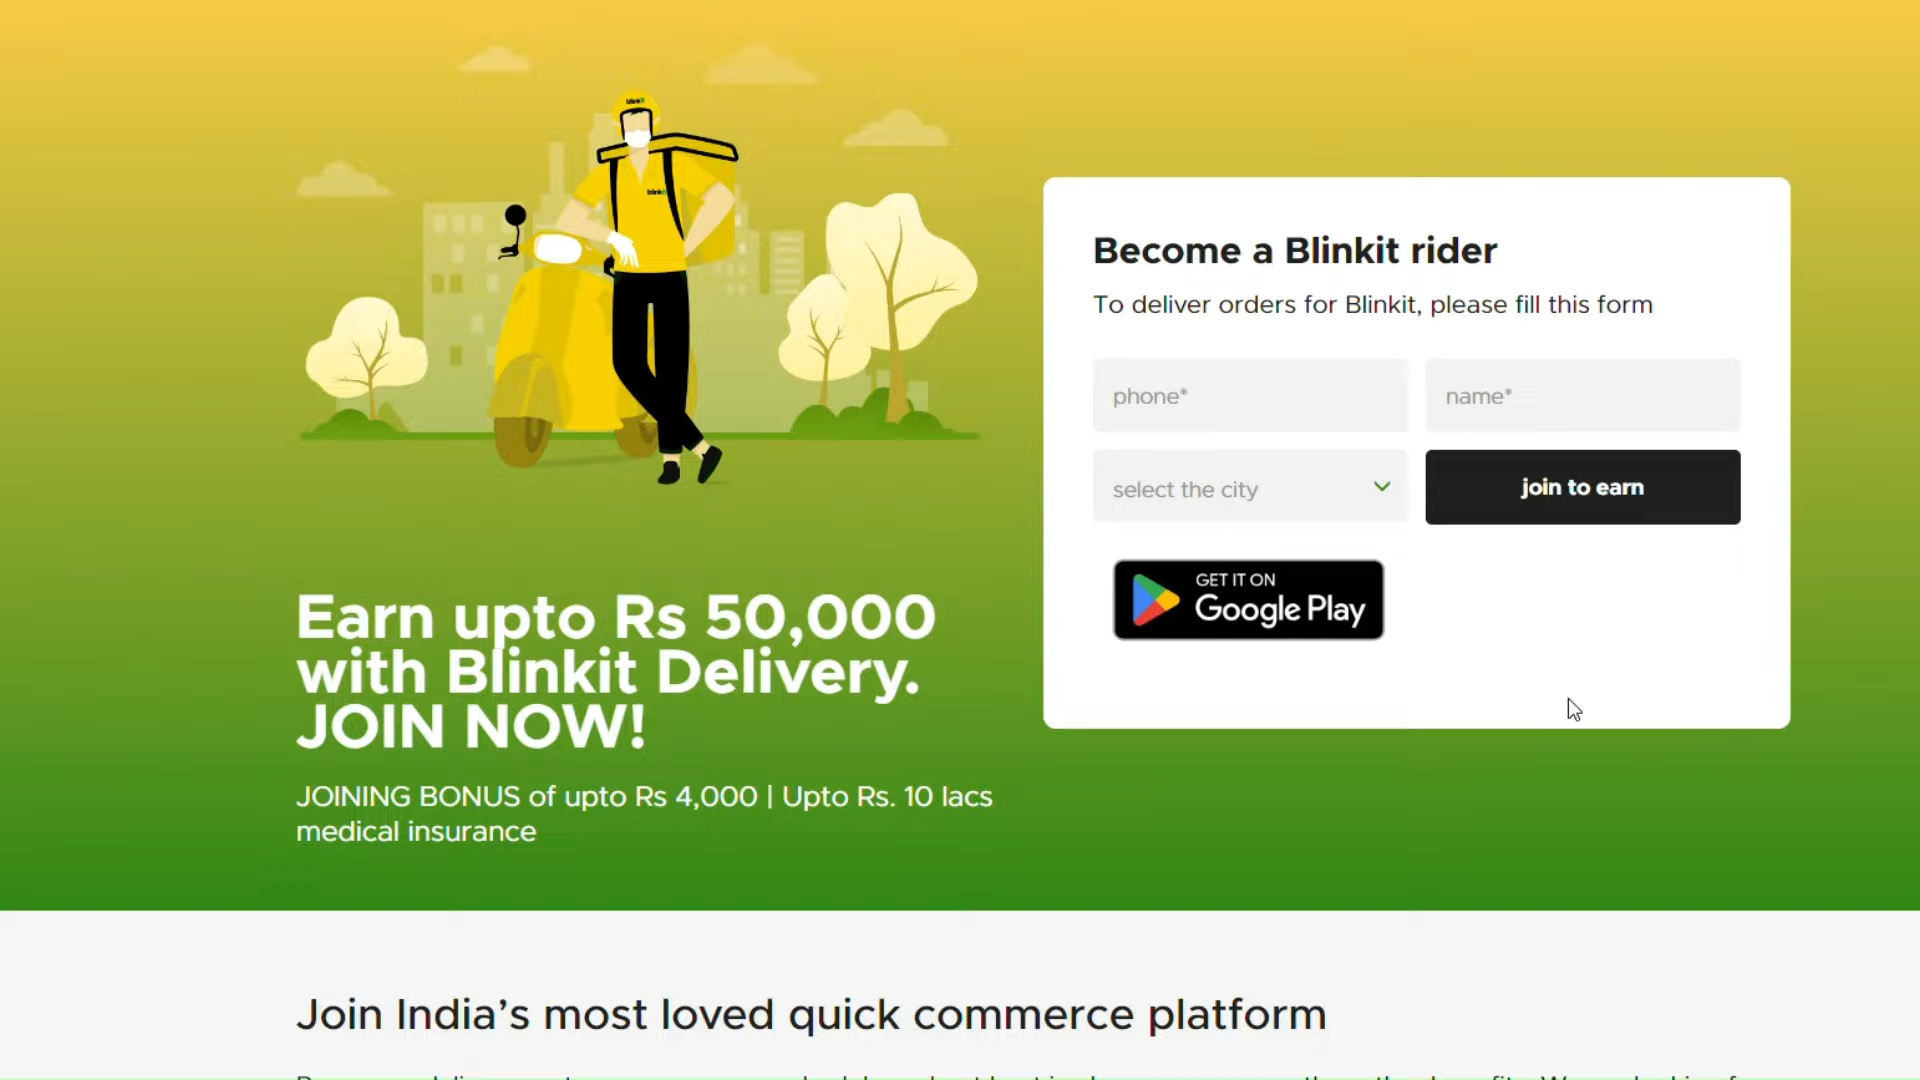 blinkit
blinkit
Become a Blinkit rider
To deliver orders for Blinkit, please fill this form
phone*
name*
select the city
join to earn
GET IT ON
Google Play
Earn upto Rs 50,000
with Blinkit Delivery.
JOIN NOW!
JOINING BONUS of upto Rs 4,000 | Upto Rs. 10 lacs
medical insurance
Join India’s most loved quick commerce platform